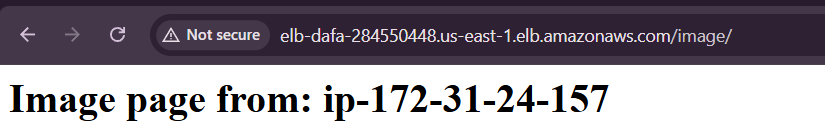 Not secure elb-dafa-284550448.us-east-1.elb.amazonaws.com/image/
Image page from: ip-172-31-24-157